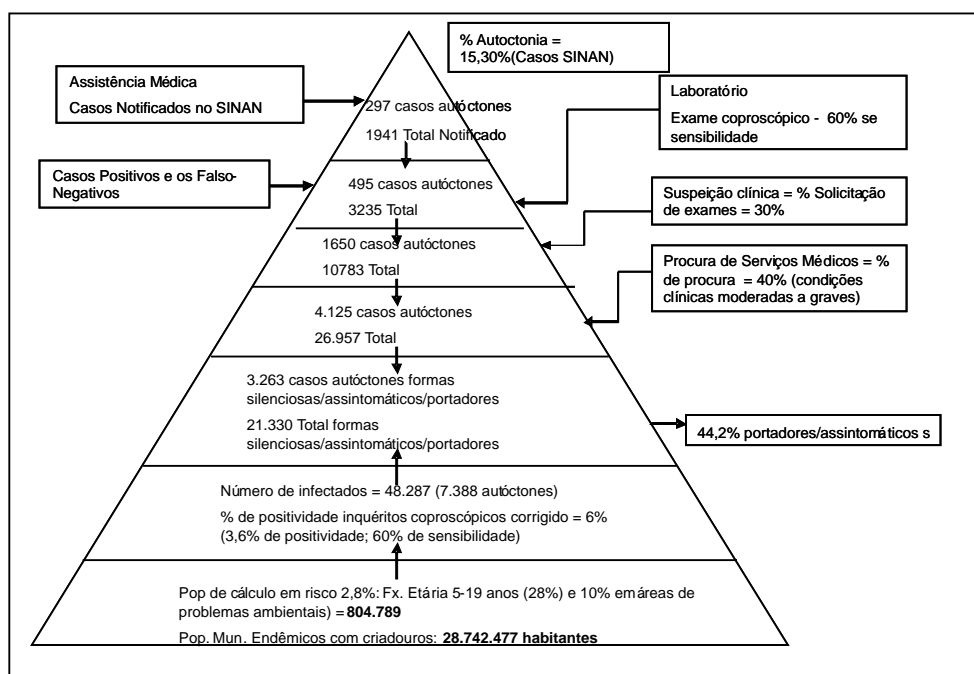 % Autoctonia =
15,30%(Casos SINAN)
Assistência Médica
Casos Notificados no SINAN
297 casos autóctones
1941 Total Notificado
Laboratório
Exame coproscópico - 60% se
sensibilidade
Casos Positivos e os Falso-
Negativos
495 casos autóctones
3235 Total
Suspeição clínica = % Solicitação
de exames = 30%
1650 casos autóctones
10783 Total
Procura de Serviços Médicos = %
de procura = 40% (condições
clínicas moderadas a graves)
4.125 casos autóctones
26.957 Total
3.263 casos autóctones formas
silenciosas/assintomáticos/portadores
21.330 Total formas
silenciosas/assintomáticos/portadores
44,2% portadores/assintomáticos s
Número de infectados = 48.287 (7.388 autóctones)
% de positividade inquéritos coproscópicos corrigido = 6%
(3,6% de positividade; 60% de sensibilidade)
Pop de cálculo em risco 2,8%: Fx. Etária 5-19 anos (28%) e 10% emáreas de
problemas ambientais) = 804.789
Pop. Mun. Endêmicos com criadouros: 28.742.477 habitantes